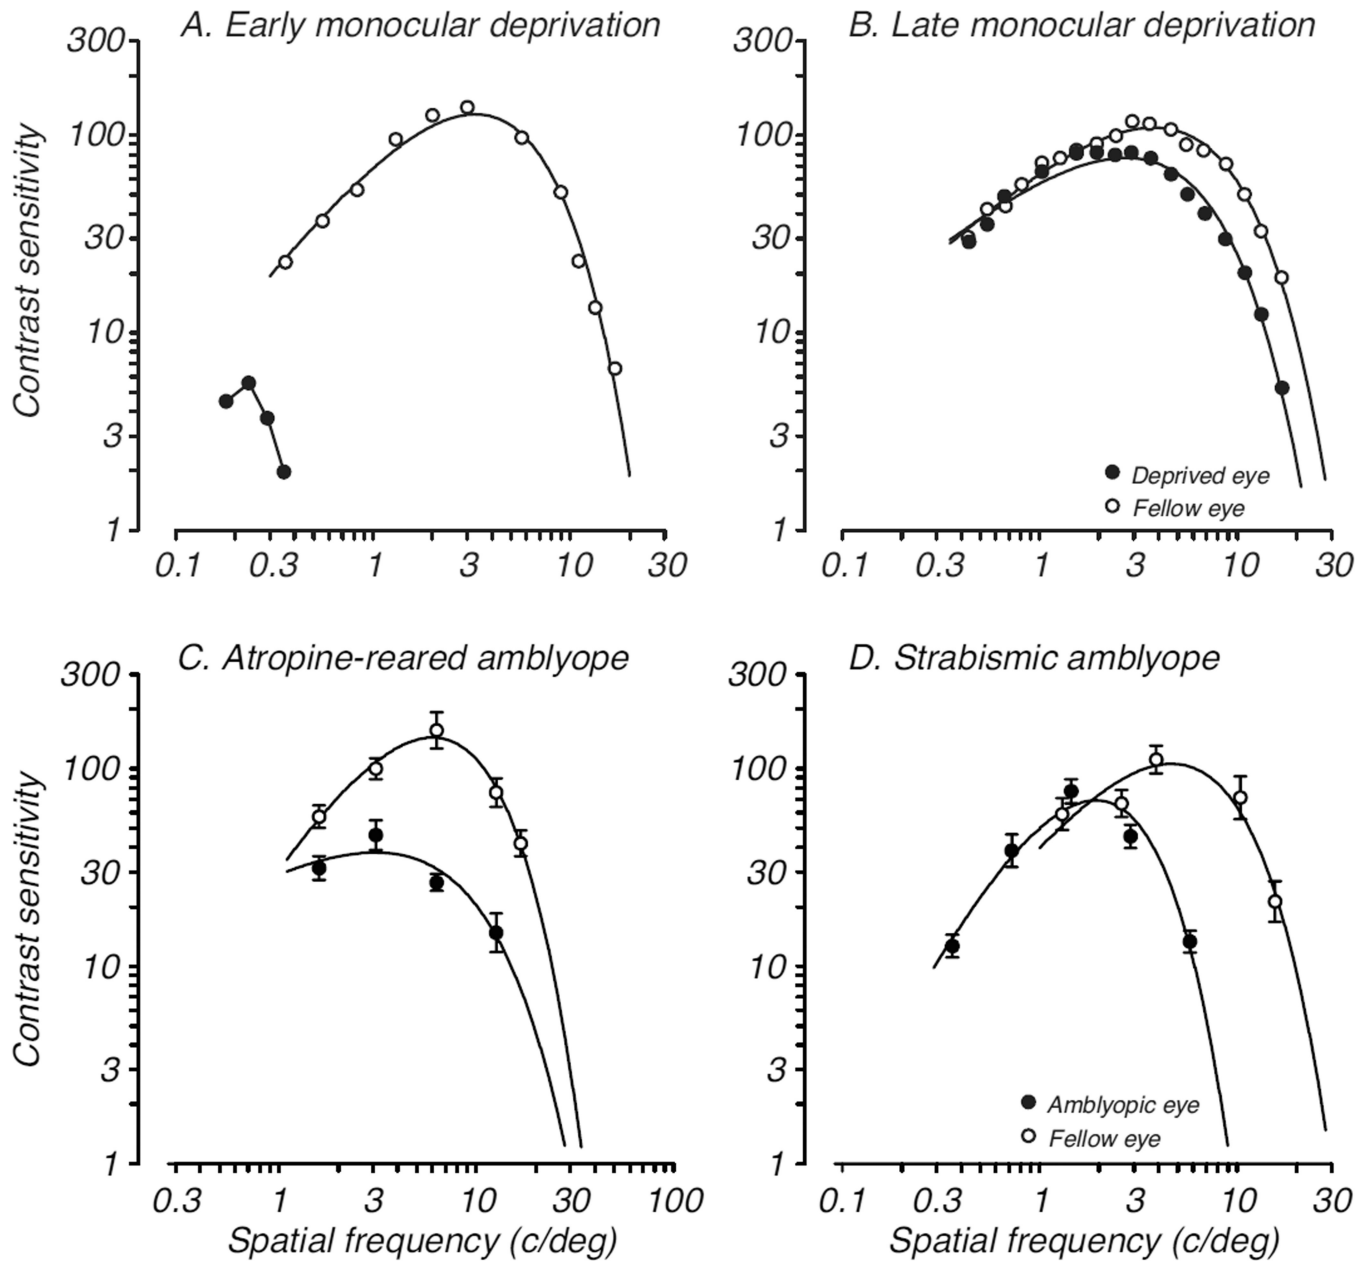 A. Early monocular deprivation
300
100
30
10
3
1
Contrast sensitivity
0.1 0.3 1 3 10 30
B. Late monocular deprivation
300
100
30
10
3
1
Deprived eye
Fellow eye
0.1 0.3 1 3 10 30
C. Atropine-reared amblyope
300
100
30
10
3
1
Contrast sensitivity
0.3 1 3 10 30 100
Spatial frequency (c/deg)
D. Strabismic amblyope
300
100
30
10
3
1
Amblyopic eye
Fellow eye
0.1 0.3 1 3 10 30
Spatial frequency (c/deg)